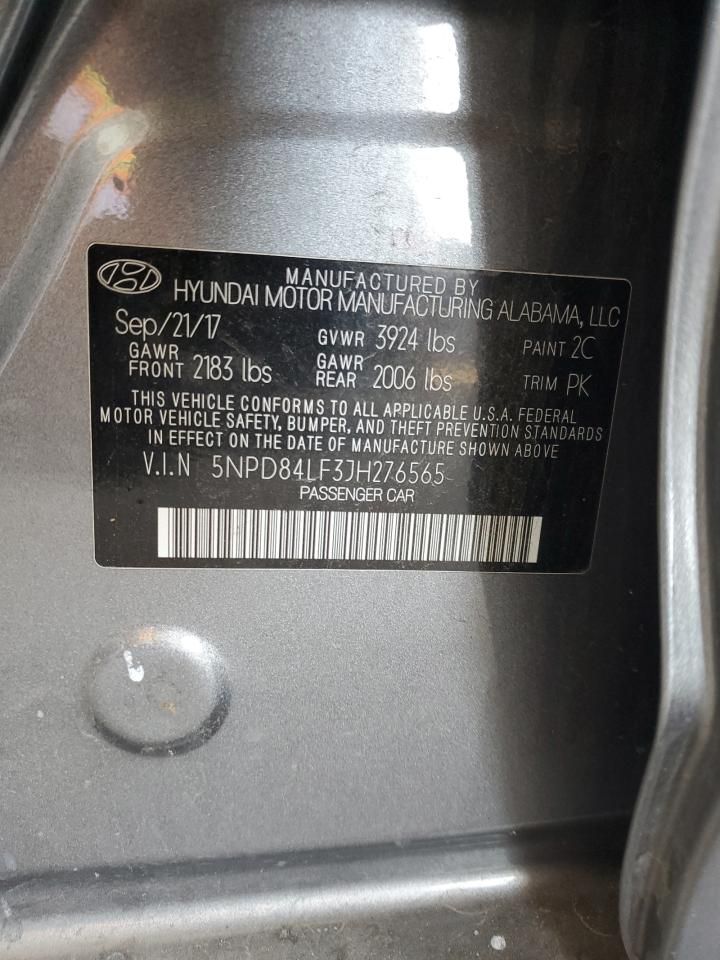 MANUFACTURED BY
HYUNDAI MOTOR MANUFACTURING ALABAMA, LLC
Sep/21/17 GVWR 3924 lbs PAINT 2C
GAWR FRONT 2183 lbs GAWR REAR 2006 lbs TRIM PK
THIS VEHICLE CONFORMS TO ALL APPLICABLE U.S.A. FEDERAL
MOTOR VEHICLE SAFETY, BUMPER, AND THEFT PREVENTION STANDARDS
IN EFFECT ON THE DATE OF MANUFACTURE SHOWN ABOVE
V.I.N 5NPD84LF3JH276565
PASSENGER CAR